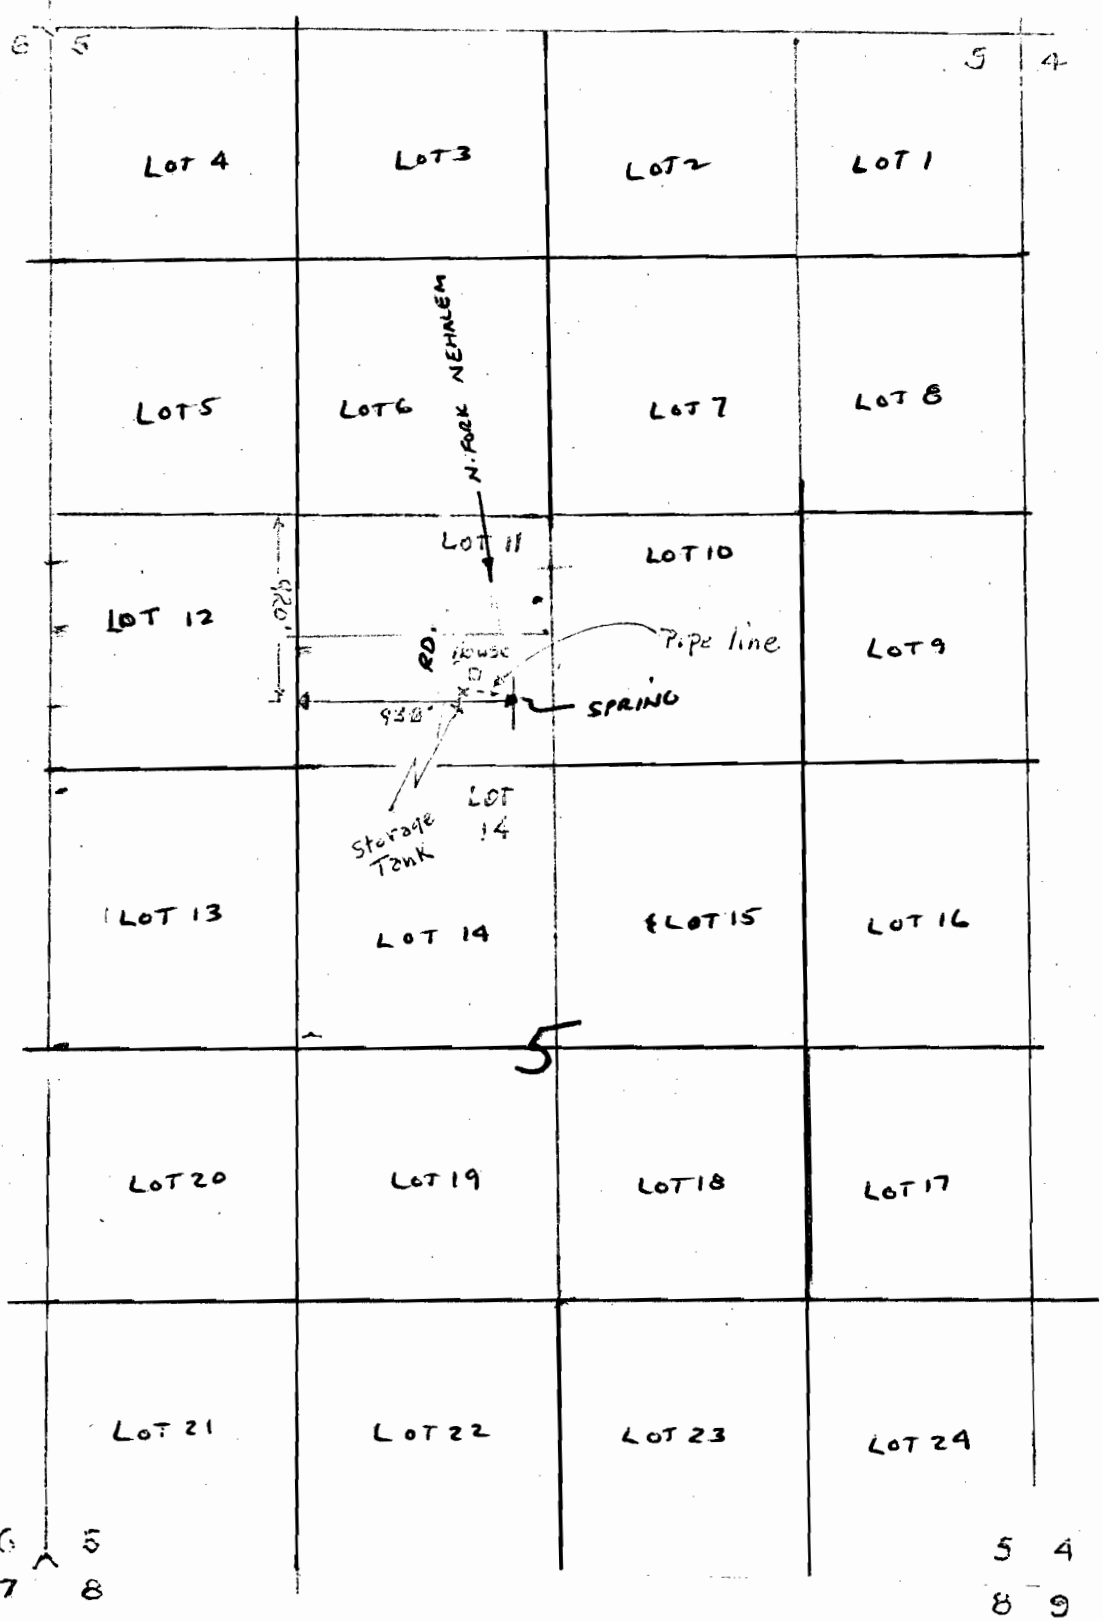 6 5
5 4
LOT 4
LOT 3
LOT 2
LOT 1
N. FORK NEHALEM
LOT 5
LOT 6
LOT 7
LOT 8
LOT 11
LOT 10
LOT 12
RD.
House
Pipe line
LOT 9
SPRING
LOT
14
Storage
Tank
LOT 13
LOT 14
LOT 15
LOT 16
5
LOT 20
LOT 19
LOT 18
LOT 17
LOT 21
LOT 22
LOT 23
LOT 24
6 5
5 4
7 8
8 9